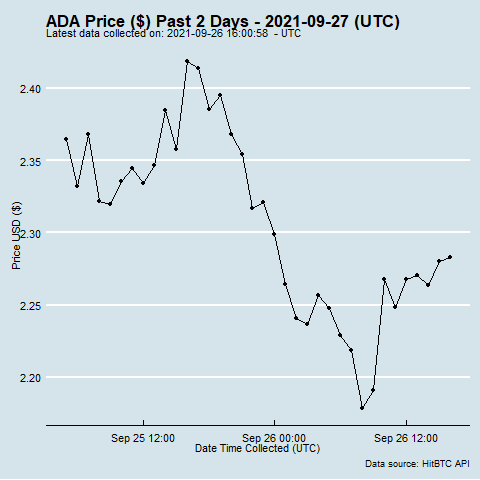 ADA Price ($) Past 2 Days - 2021-09-27 (UTC)
Latest data collected on: 2021-09-26 16:00:58 - UTC
2.40
2.35
2.30
2.25
2.20
Price USD ($)
Sep 25 12:00 Sep 26 00:00 Sep 26 12:00
Date Time Collected (UTC)
Data source: HitBTC API